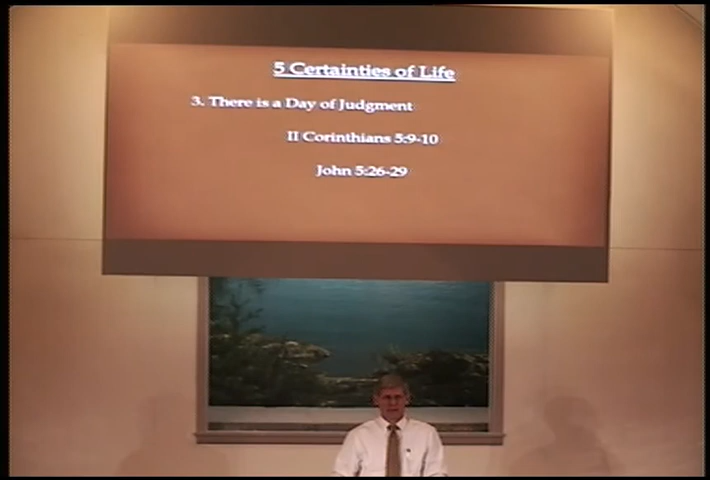 5 Certainties of Life
3. There is a Day of Judgment
II Corinthians 5:9-10
John 5:26-29